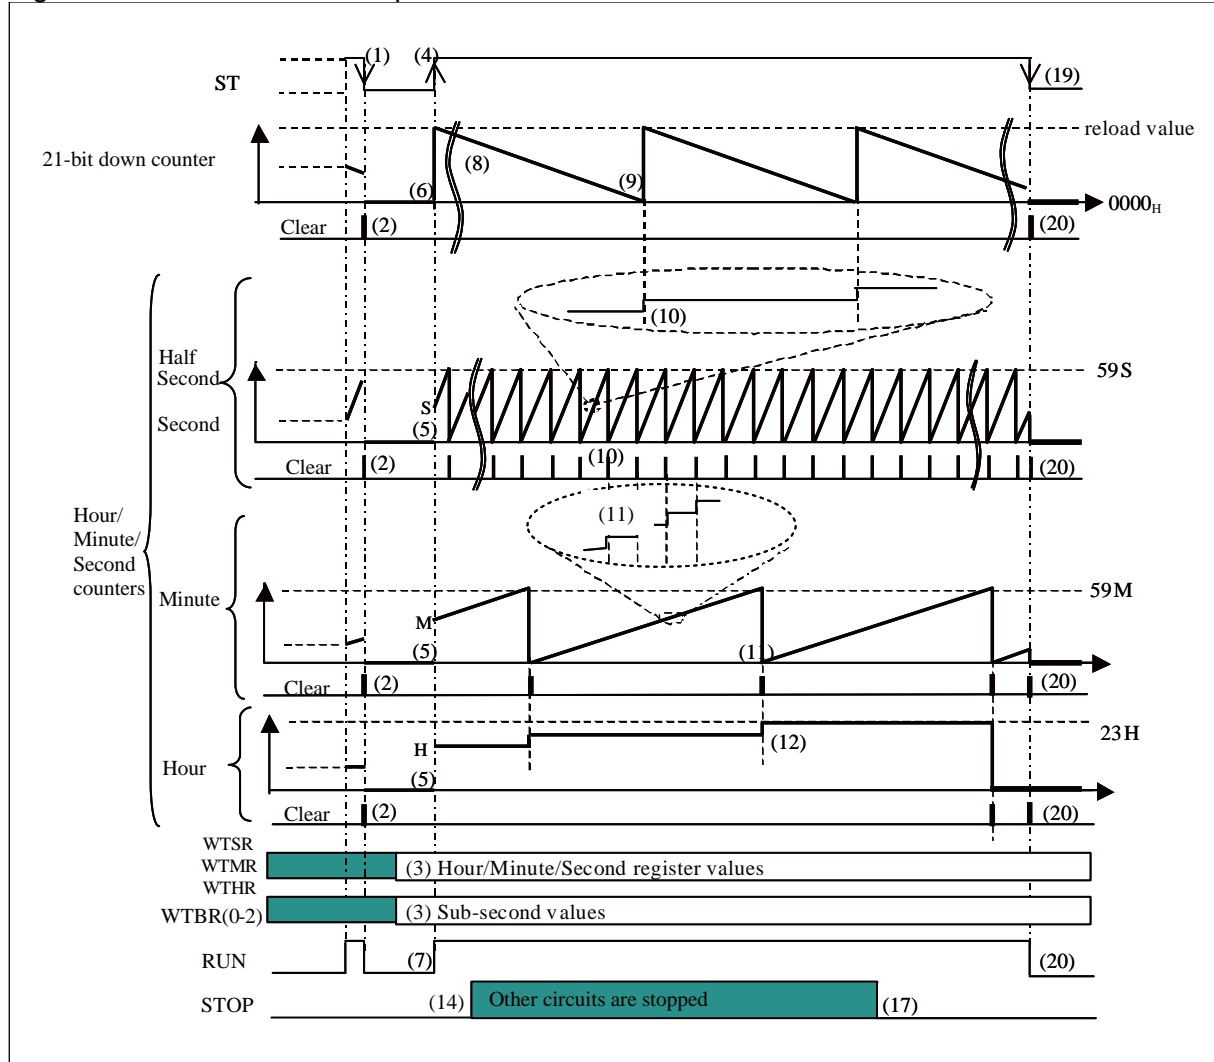 (1)
(4)
ST
(19)
reload value
21-bit down counter
(8)
(6)
(9)
0000H
Clear
(2)
(20)
(10)
Half
Second
59S
S
Second
(5)
Clear
(2)
(10)
(20)
Hour/
Minute/
Second
counters
(11)
Minute
59M
M
(5)
(11)
Clear
(2)
(20)
H
(12)
23H
Hour
(5)
Clear
(2)
(20)
WTSR
WTMR
WTHR
(3) Hour/Minute/Second register values
WTBR(0-2)
(3) Sub-second values
RUN
(7)
(20)
STOP
(14)
Other circuits are stopped
(17)